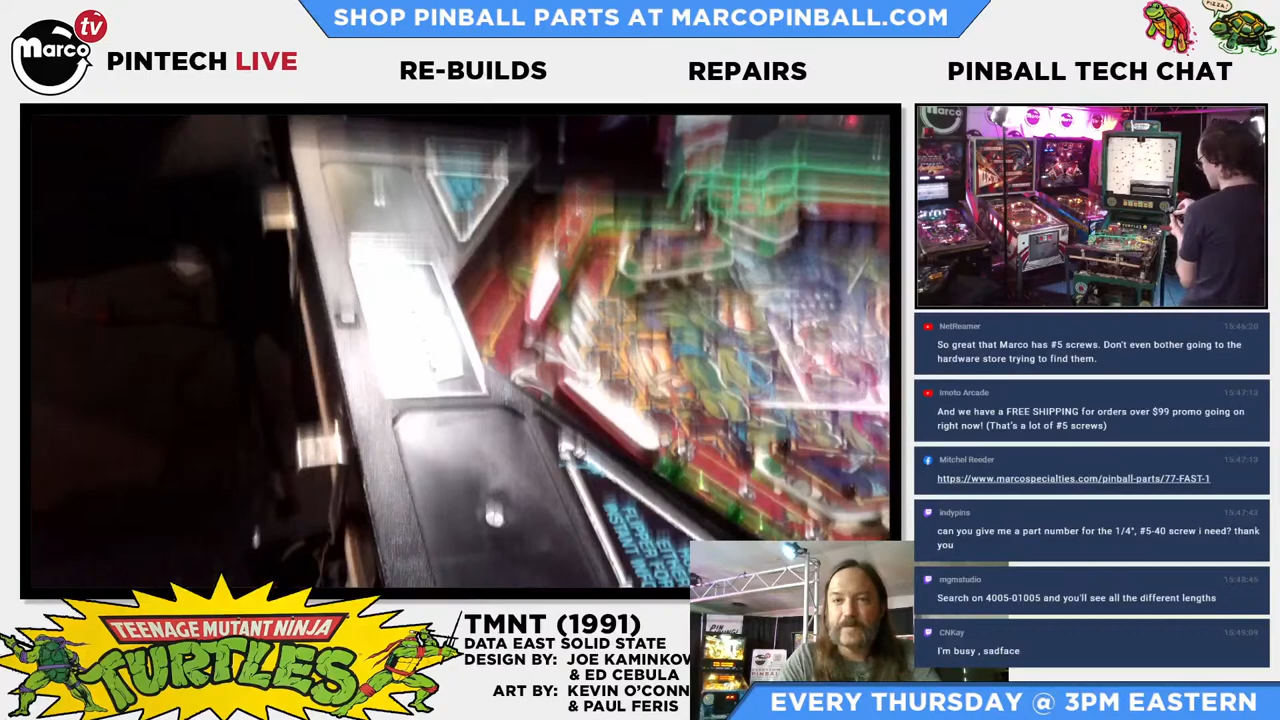 SHOP PINBALL PARTS AT MARCOPINBALL.COM
Marco tv
PINTECH LIVE
RE-BUILDS
REPAIRS
PINBALL TECH CHAT
PIZZA!
Marco
NetReamer 15:46:20
So great that Marco has #5 screws. Don't even bother going to the
hardware store trying to find them.
Imoto Arcade 15:47:13
And we have a FREE SHIPPING for orders over $99 promo going on
right now! (That's a lot of #5 screws)
Mitchel Reeder 15:47:13
https://www.marcospecialties.com/pinball-parts/77-FAST-1
indypins 15:47:43
can you give me a part number for the 1/4", #5-40 screw i need? thank
you
mgmstudio 15:48:45
Search on 4005-01005 and you'll see all the different lengths
CNKay 15:49:09
I'm busy , sadface
FLIPPER
INSTANT INFO
TEENAGE MUTANT NINJA
TURTLES
TMNT (1991)
DATA EAST SOLID STATE
DESIGN BY: JOE KAMINKOW
& ED CEBULA
ART BY: KEVIN O'CONN
& PAUL FERIS
EVERY THURSDAY @ 3PM EASTERN